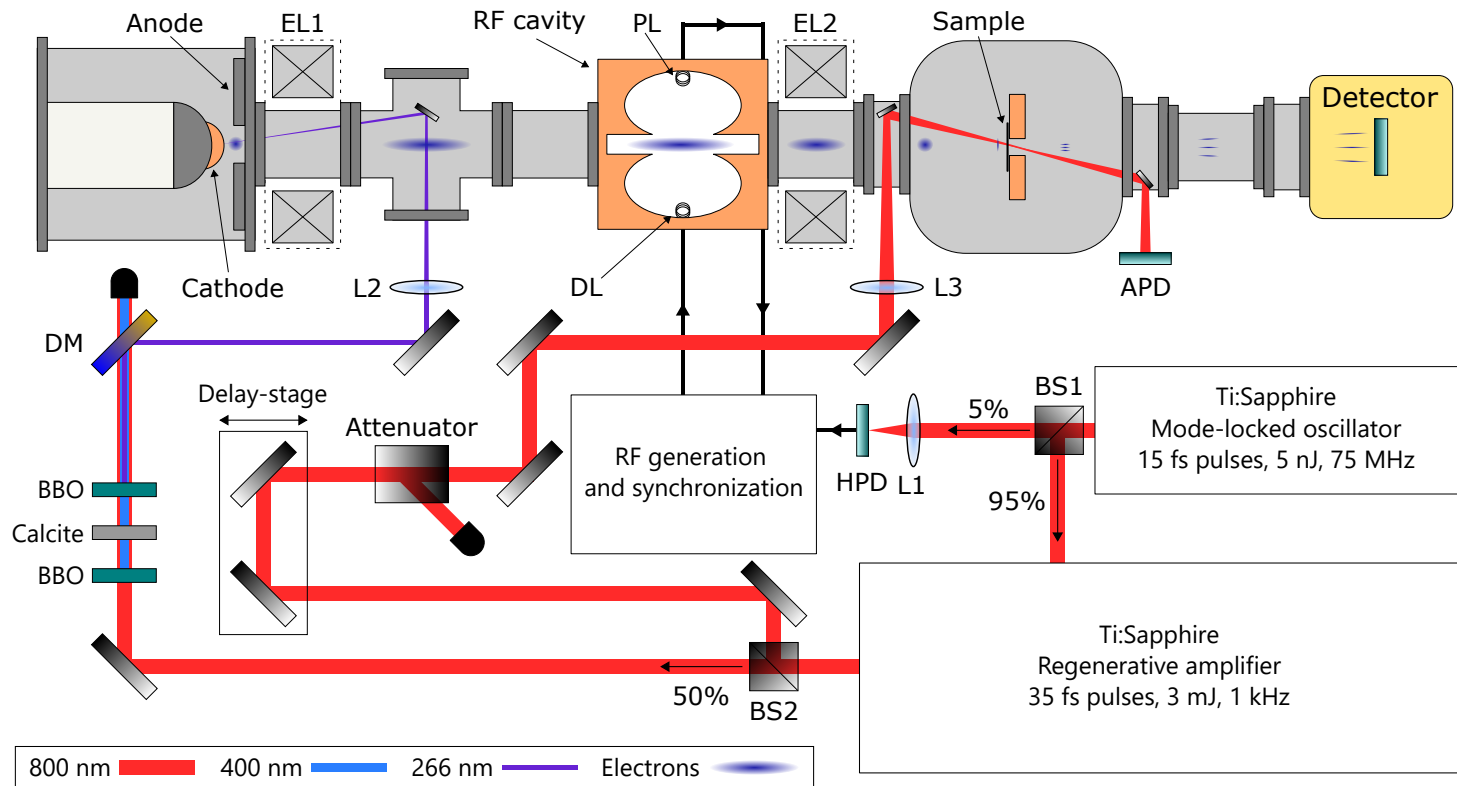 Anode
EL1
RF cavity
PL
EL2
Sample
Detector
Cathode
L2
DL
L3
APD
DM
Delay-stage
Attenuator
BS1
5%
Ti:Sapphire
Mode-locked oscillator
15 fs pulses, 5 nJ, 75 MHz
RF generation
and synchronization
HPD
L1
95%
BBO
Calcite
BBO
50%
BS2
Ti:Sapphire
Regenerative amplifier
35 fs pulses, 3 mJ, 1 kHz
800 nm
400 nm
266 nm
Electrons